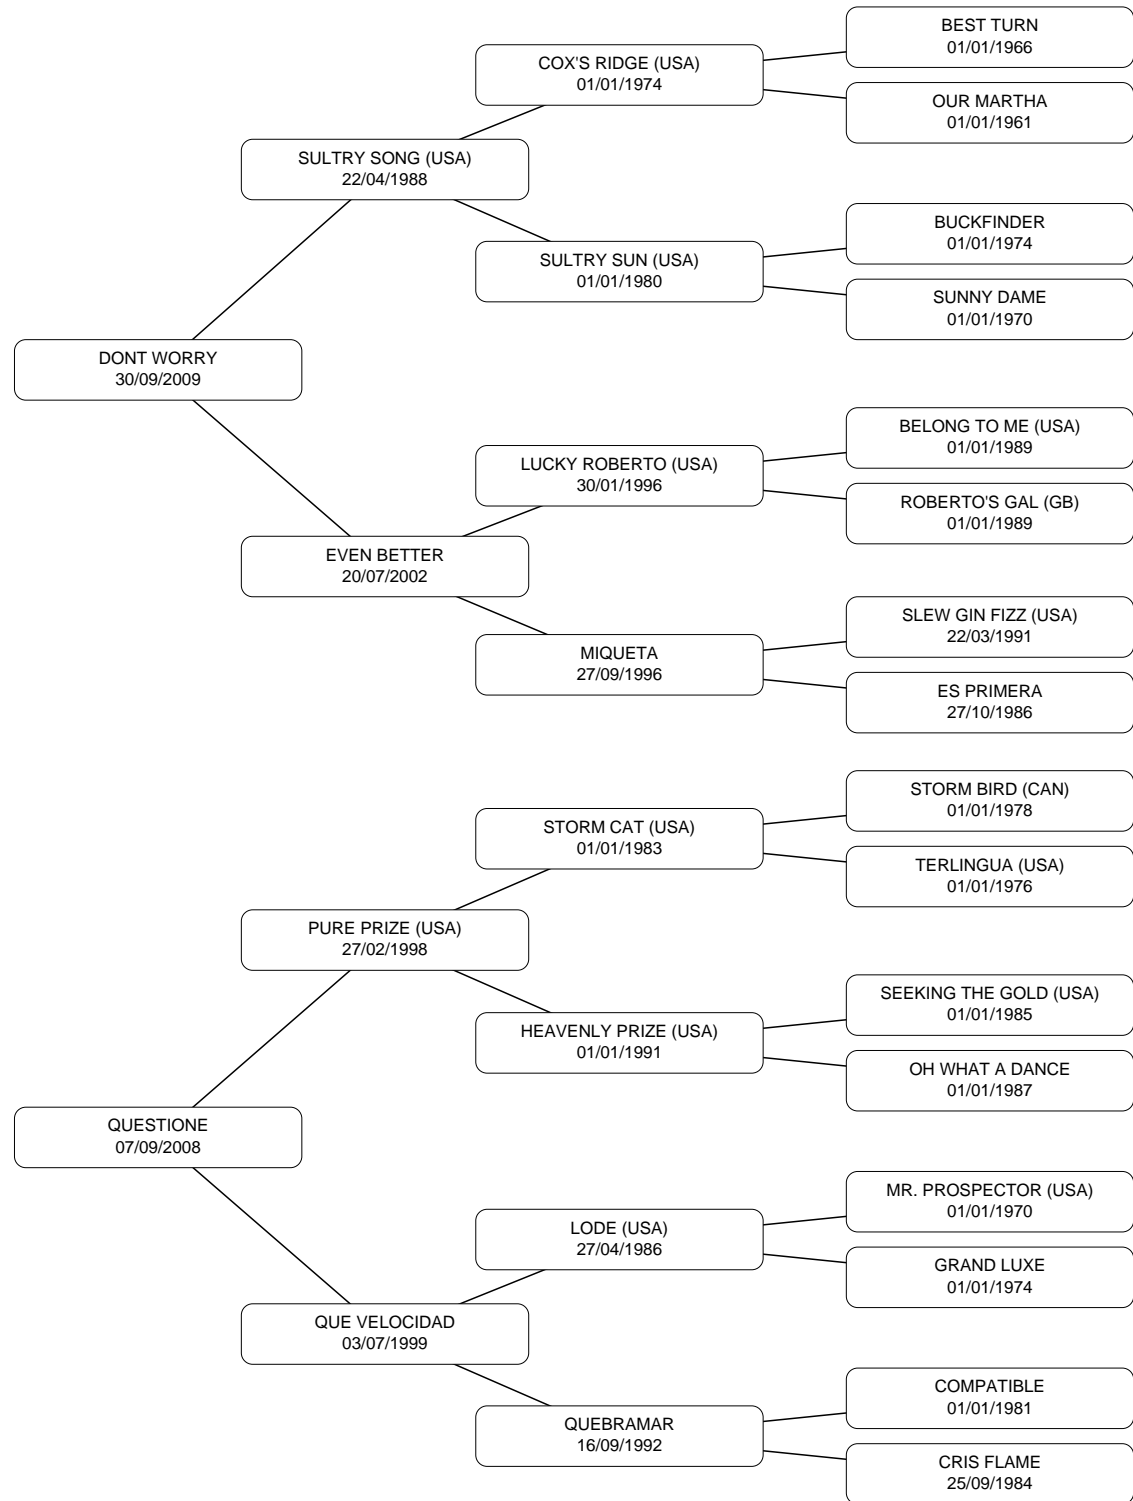 BEST TURN
01/01/1966
COX'S RIDGE (USA)
01/01/1974
OUR MARTHA
01/01/1961
SULTRY SONG (USA)
22/04/1988
BUCKFINDER
01/01/1974
SULTRY SUN (USA)
01/01/1980
SUNNY DAME
01/01/1970
DONT WORRY
30/09/2009
BELONG TO ME (USA)
01/01/1989
LUCKY ROBERTO (USA)
30/01/1996
ROBERTO'S GAL (GB)
01/01/1989
EVEN BETTER
20/07/2002
SLEW GIN FIZZ (USA)
22/03/1991
MIQUETA
27/09/1996
ES PRIMERA
27/10/1986
STORM BIRD (CAN)
01/01/1978
STORM CAT (USA)
01/01/1983
TERLINGUA (USA)
01/01/1976
PURE PRIZE (USA)
27/02/1998
SEEKING THE GOLD (USA)
01/01/1985
HEAVENLY PRIZE (USA)
01/01/1991
OH WHAT A DANCE
01/01/1987
QUESTIONE
07/09/2008
MR. PROSPECTOR (USA)
01/01/1970
LODE (USA)
27/04/1986
GRAND LUXE
01/01/1974
QUE VELOCIDAD
03/07/1999
COMPATIBLE
01/01/1981
QUEBRAMAR
16/09/1992
CRIS FLAME
25/09/1984